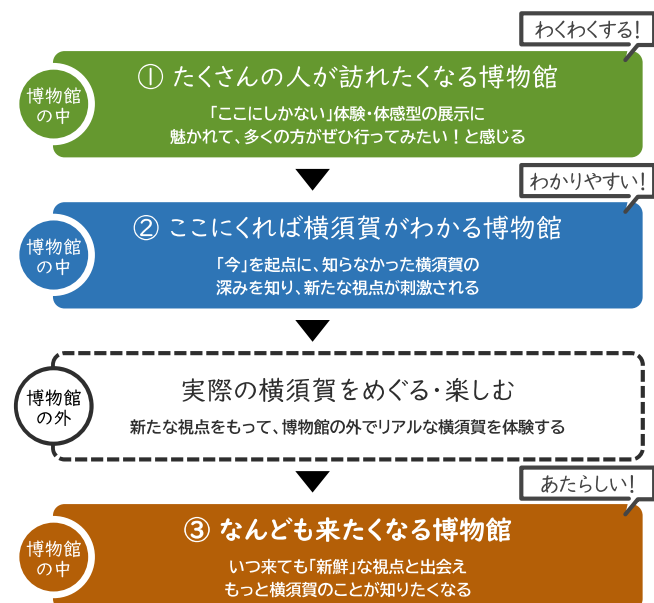 わくわくする！
博物館
の中
① たくさんの人が訪れたくなる博物館
「ここにしかない」体験・体感型の展示に
魅かれて、多くの方がぜひ行ってみたい！と感じる
わかりやすい！
博物館
の中
② ここにくれば横須賀がわかる博物館
「今」を起点に、知らなかった横須賀の
深みを知り、新たな視点が刺激される
博物館
の外
実際の横須賀をめぐる・楽しむ
新たな視点をもって、博物館の外でリアルな横須賀を体験する
あたらしい！
博物館
の中
③ なんども来たくなる博物館
いつ来ても「新鮮」な視点と出会え
もっと横須賀のことが知りたくなる